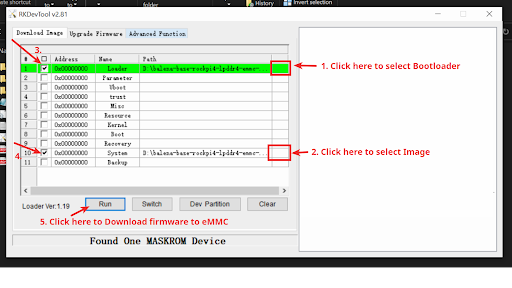 ate shortcut
to
to
folder
History
Invert selection
RKDevTool v2.81
Download Image Upgrade Firmware Advanced Function
3.
# Address Name Path
1 0x00000000 Loader D:\balena-base-rockpi4-lpddr4-emmc-...
2 0x00000000 Parameter
3 0x00000000 Uboot
4 0x00000000 trust
5 0x00000000 Misc
6 0x00000000 Resource
7 0x00000000 Kernel
8 0x00000000 Boot
9 0x00000000 Recovery
10 0x00000000 System D:\balena-base-rockpi4-lpddr4-emmc-...
11 0x00000000 Backup
1. Click here to select Bootloader
2. Click here to select Image
4.
Loader Ver:1.19 Run Switch Dev Partition Clear
5. Click here to Download firmware to eMMC
Found One MASKROM Device